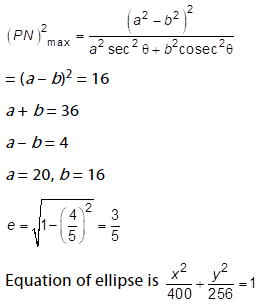 (PN)²max = (a² – b²)² / (a² sec² θ + b² cosec² θ)
= (a – b)² = 16
a + b = 36
a – b = 4
a = 20, b = 16
e = √(1–(4/5)²) = 3/5
Equation of ellipse is x²/400 + y²/256 = 1